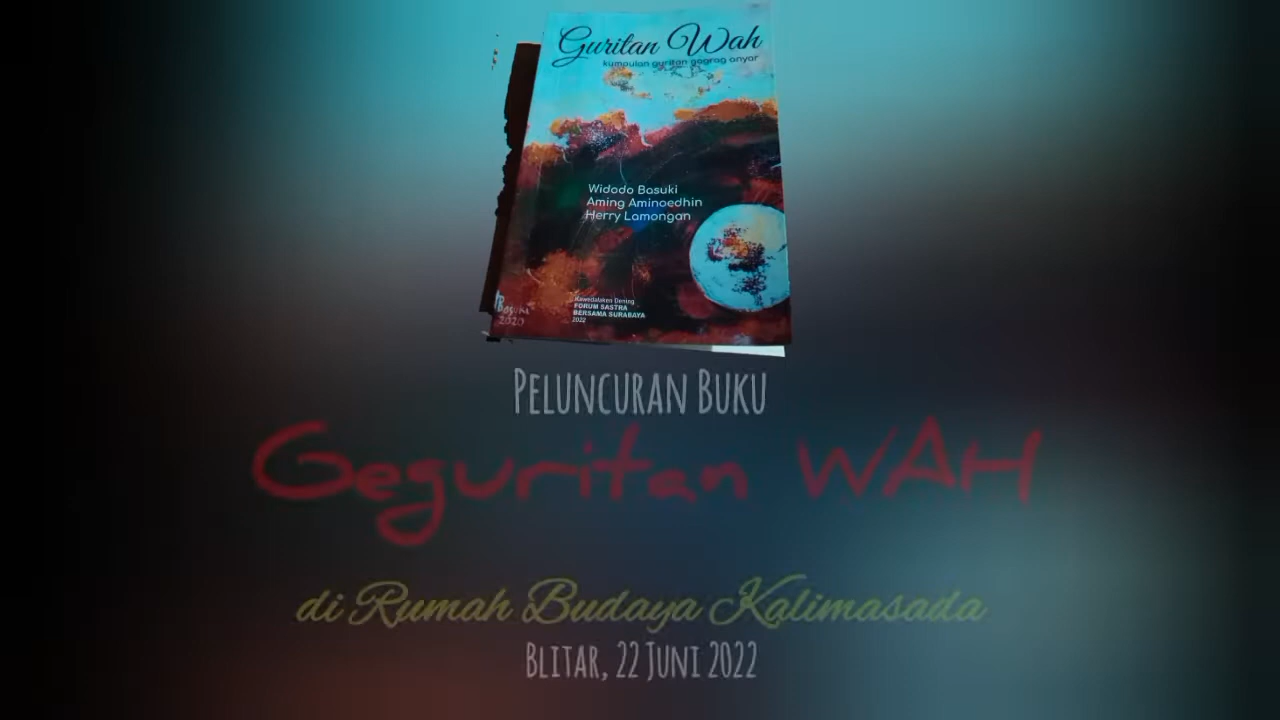 Guritan Wah
kumpulan guritan gagrag anyar
Widodo Basuki
Aming Aminoedhin
Herry Lamongan
Kawedalaken Dening
FORUM SASTRA
BERSAMA SURABAYA
2022
Basuki
2020
PELUNCURAN BUKU
Geguritan WAH
di Rumah Budaya Kalimasada
BLITAR, 22 JUNI 2022